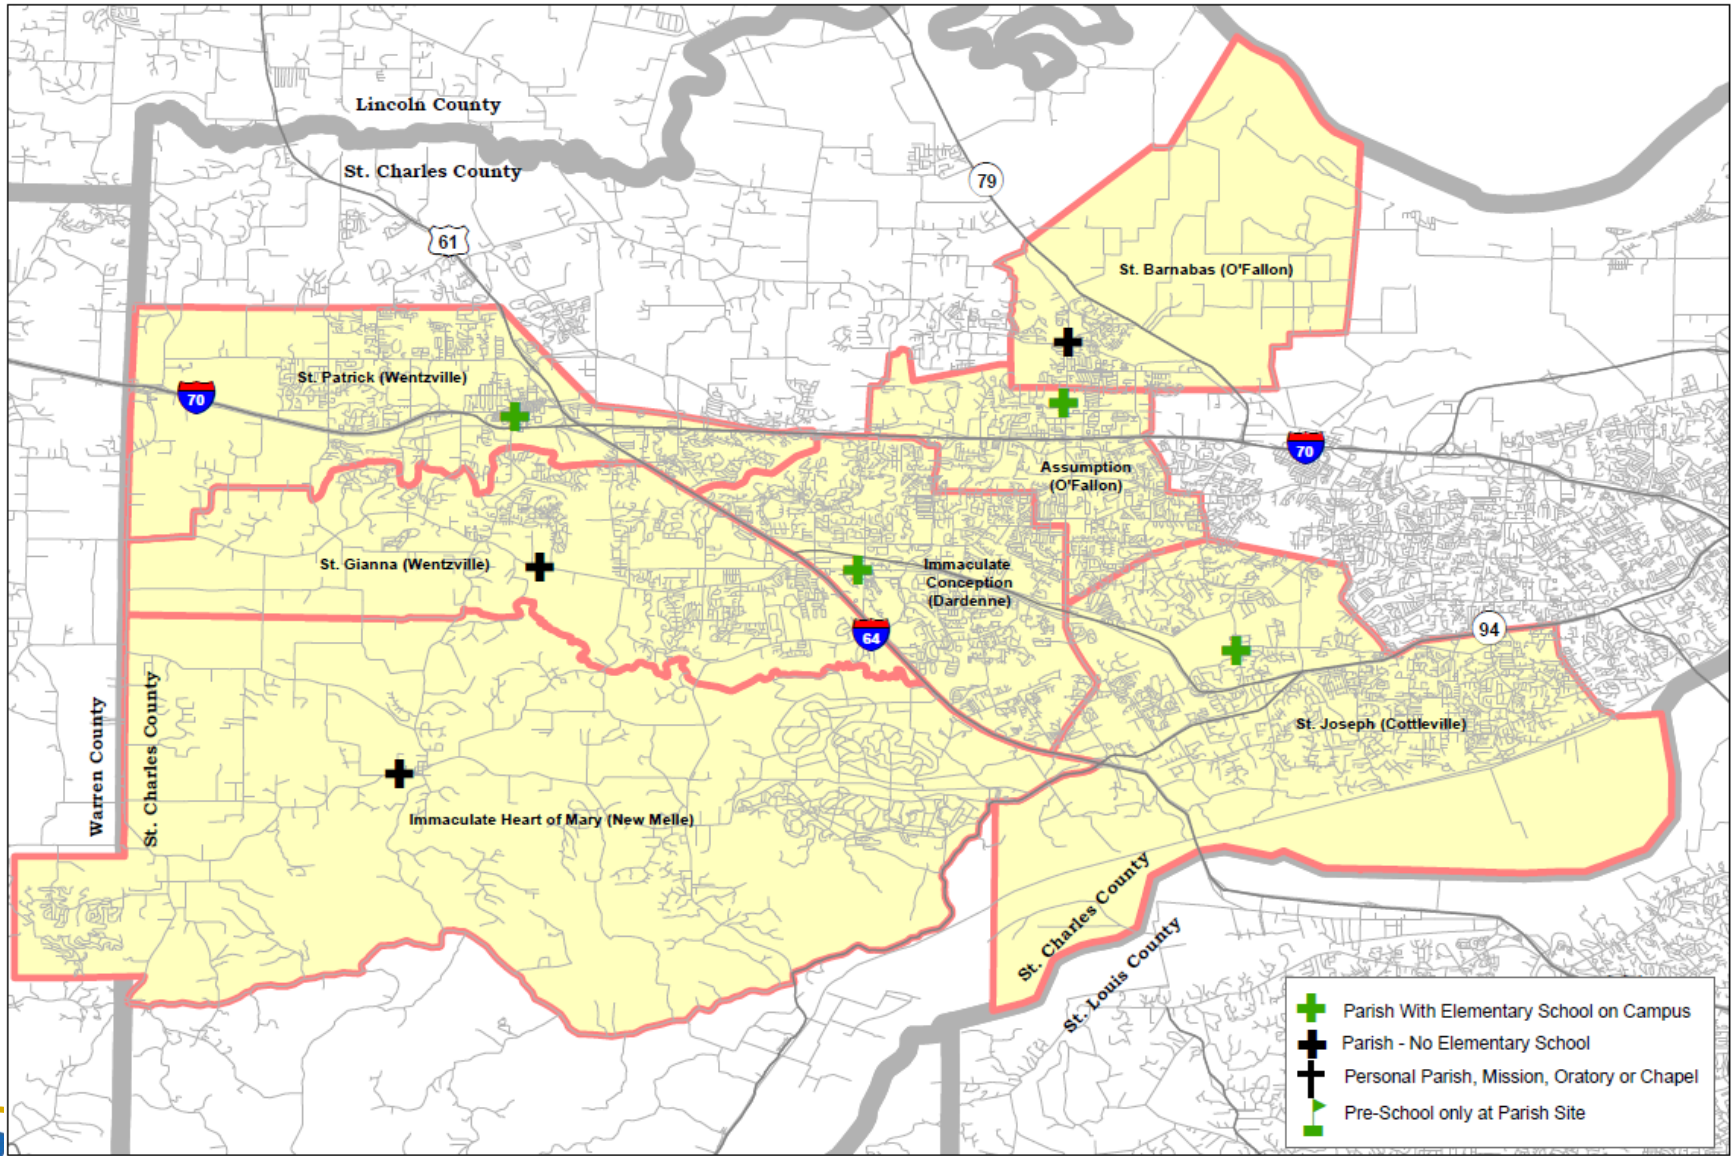 Lincoln County
St. Charles County
79
61
St. Barnabas (O'Fallon)
St. Patrick (Wentzville)
70
70
Assumption
(O'Fallon)
St. Gianna (Wentzville)
Immaculate
Conception
(Dardenne)
64
94
St. Joseph (Cottleville)
Warren County
St. Charles County
Immaculate Heart of Mary (New Melle)
St. Charles County
St. Louis County
Parish With Elementary School on Campus
Parish - No Elementary School
Personal Parish, Mission, Oratory or Chapel
Pre-School only at Parish Site